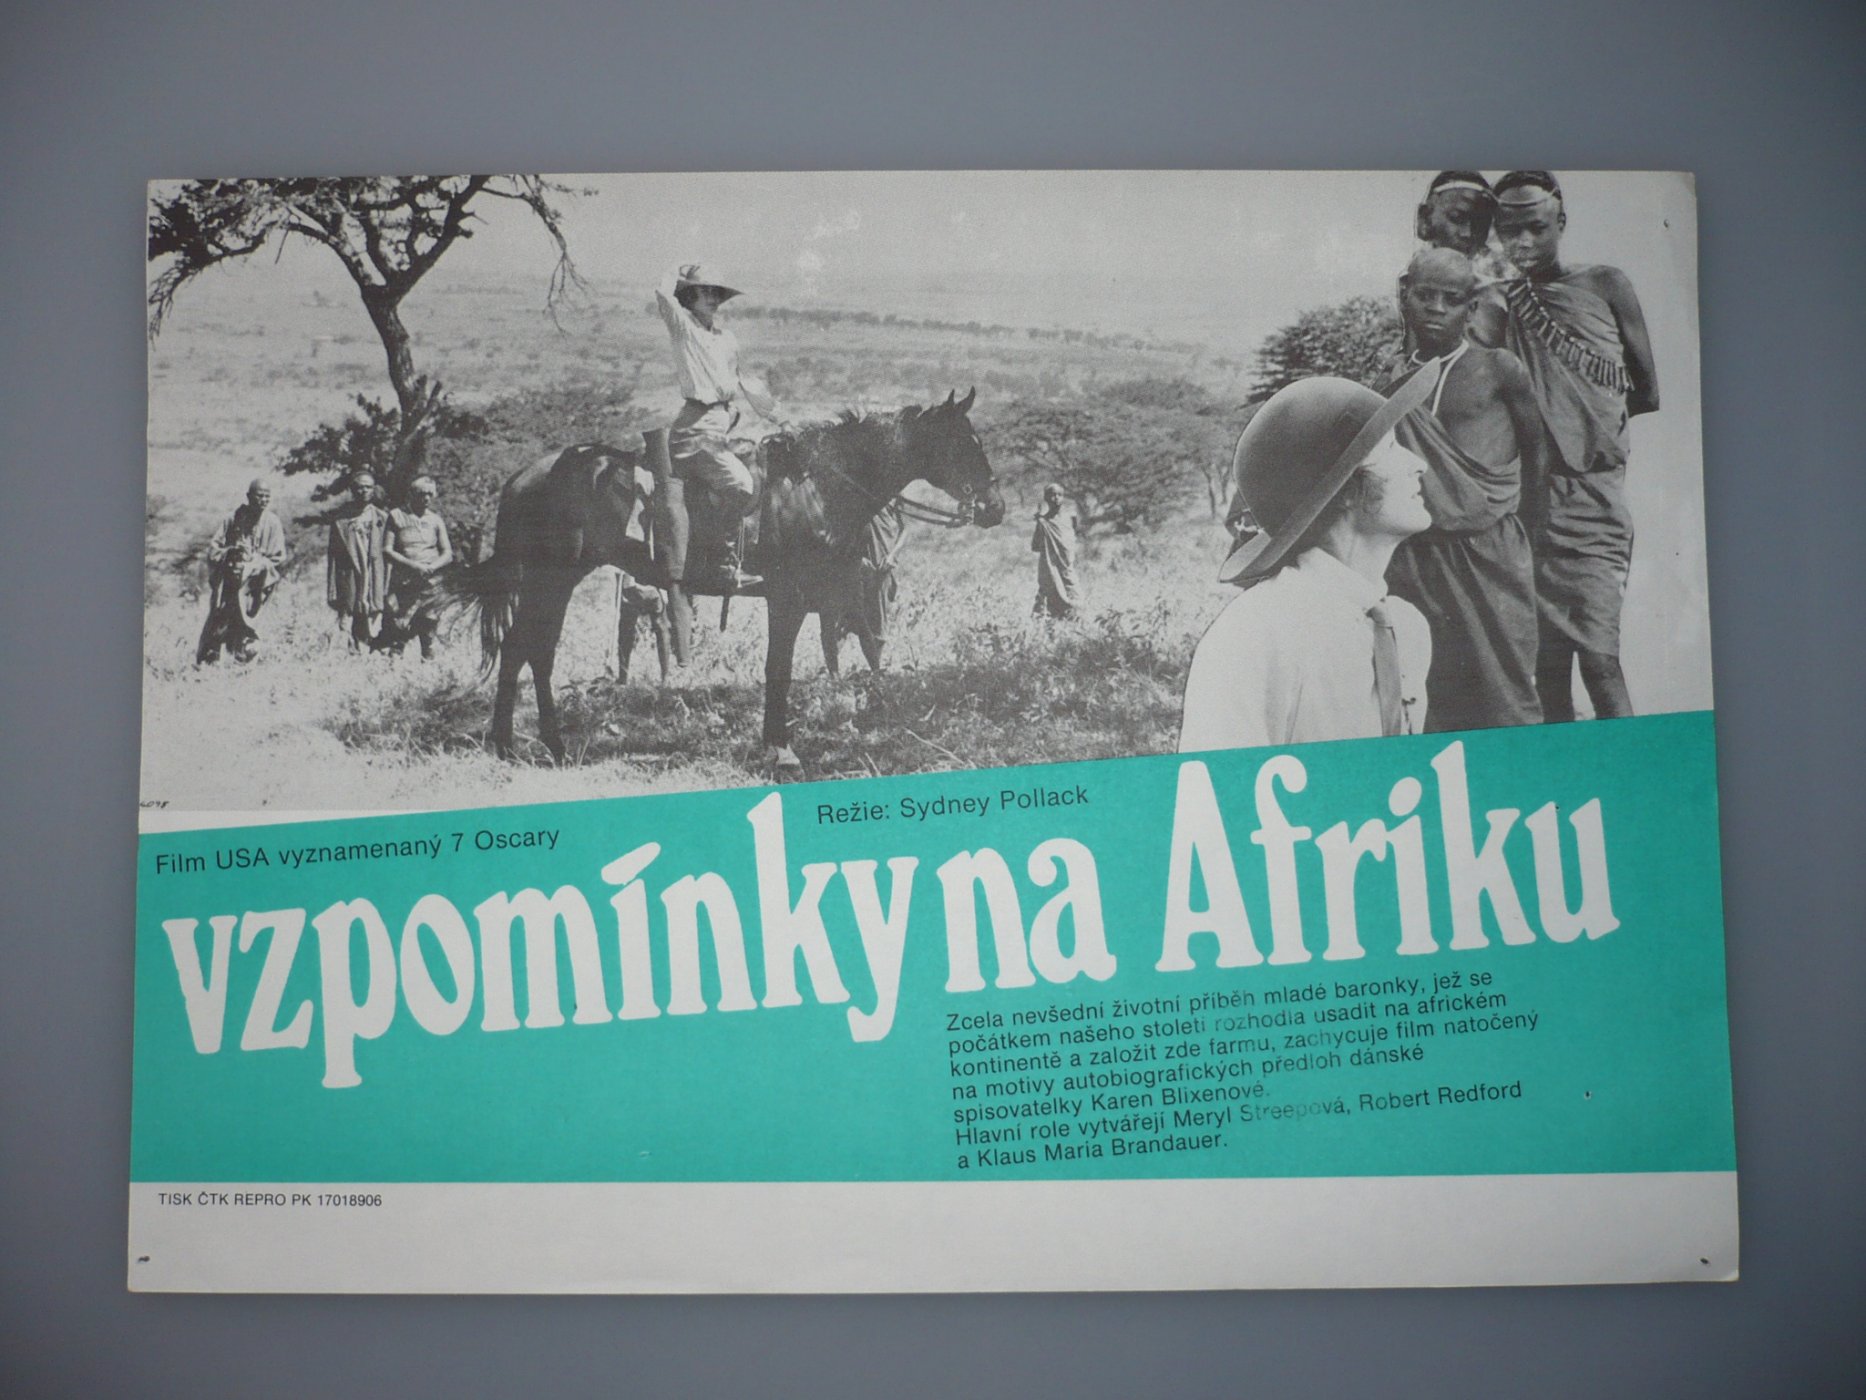 Film USA vyznamenaný 7 Oscary
Režie: Sydney Pollack
vzpomínky na Afriku
Zcela nevšední životní příběh mladé baronky, jež se
počátkem našeho století rozhodla usadit na africkém
kontinentě a založit zde farmu, zachycuje film natočený
na motivy autobiografických předloh dánské
spisovatelky Karen Blixenové.
Hlavní role vytvářejí Meryl Streepová, Robert Redford
a Klaus Maria Brandauer.
TISK ČTK REPRO PK 17018906